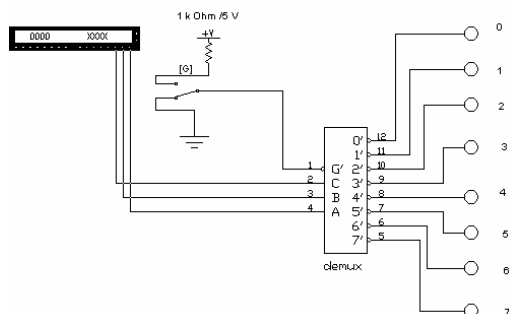 1 k Ohm /5 V
+V
0000 XXXX
[G]
0
1
2
3
4
5
6
7
1 G' 0' 12
2 C 1' 11
3 B 2' 10
4 A 3' 9
4' 8
5' 7
6' 6
7' 5
demux